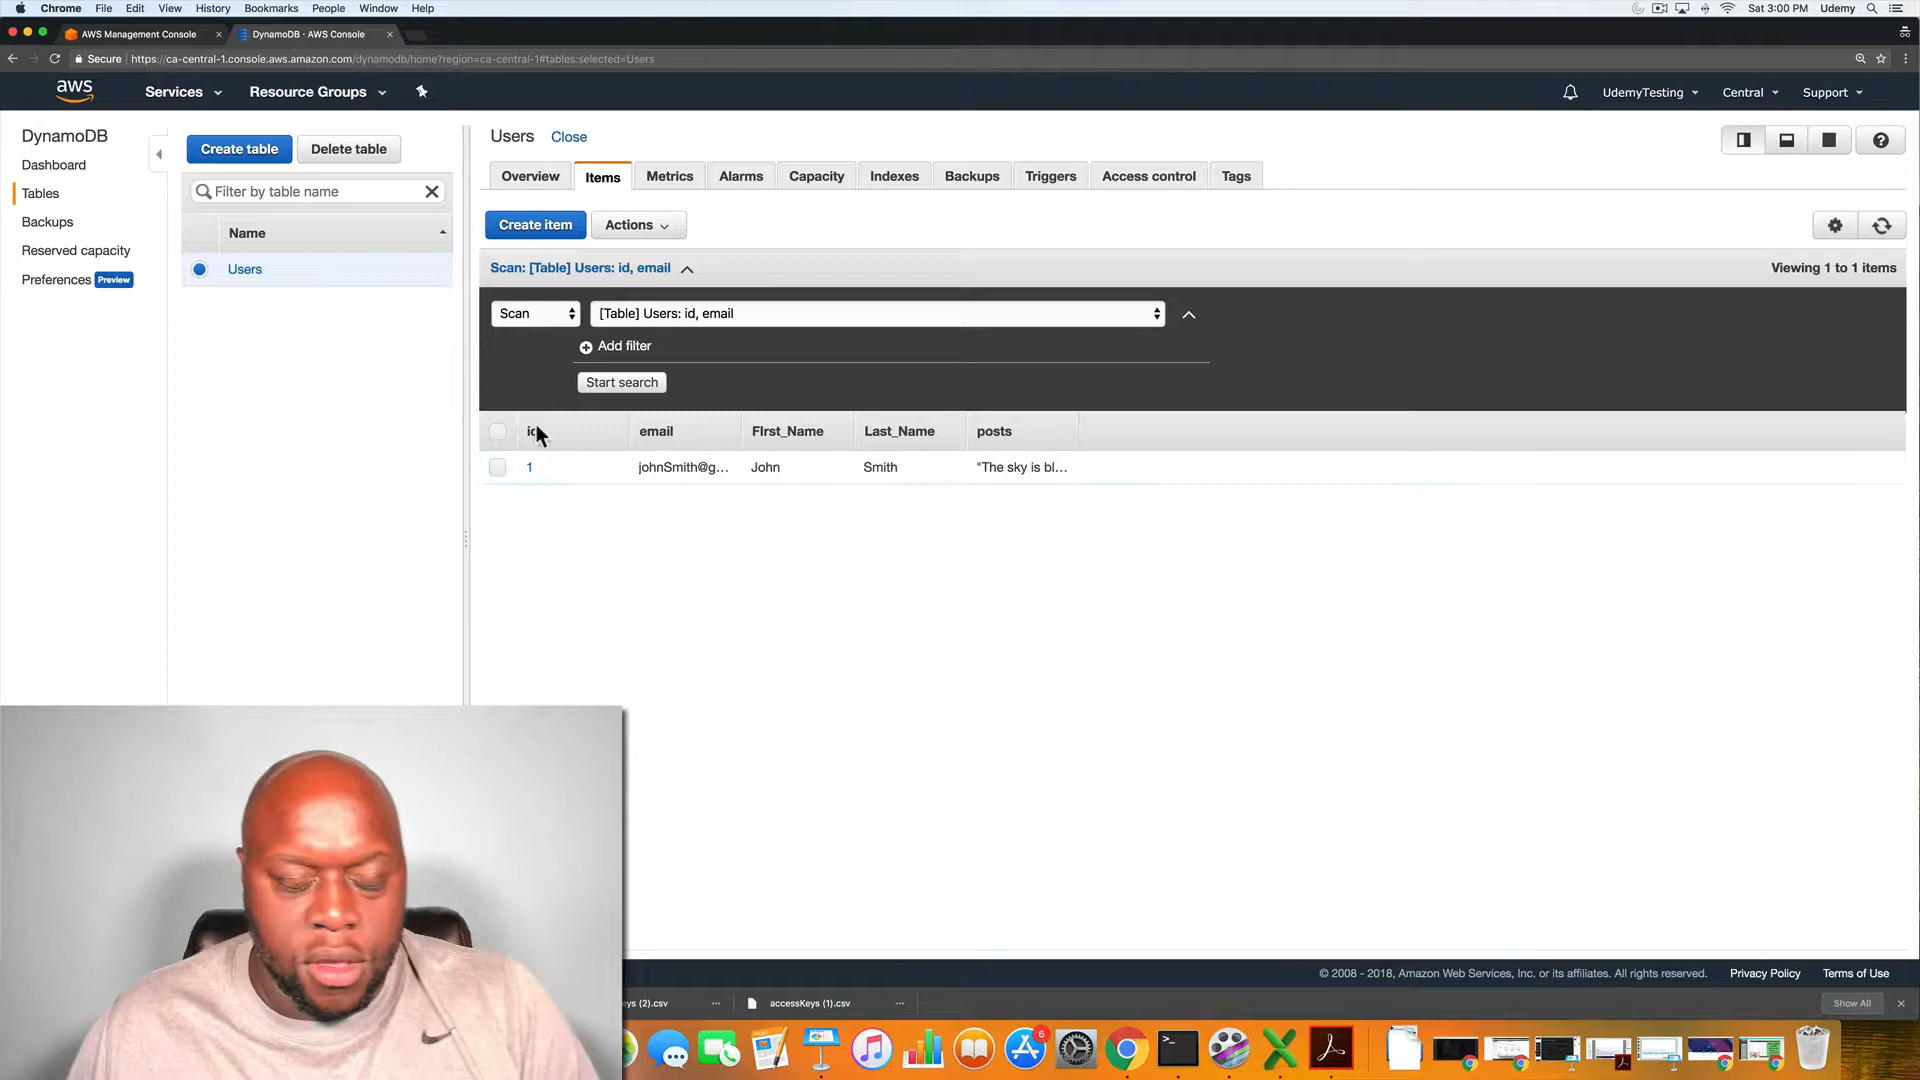 Chrome File Edit View History Bookmarks People Window Help Sat 3:00 PM Udemy
AWS Management Console DynamoDB · AWS Console
Secure https://ca-central-1.console.aws.amazon.com/dynamodb/home?region=ca-central-1#tables:selected=Users
aws Services Resource Groups UdemyTesting Central Support
DynamoDB
Dashboard
Tables
Backups
Reserved capacity
Preferences Preview
Create table Delete table
Filter by table name
Name
Users
Users Close
Overview Items Metrics Alarms Capacity Indexes Backups Triggers Access control Tags
Create item Actions
Scan: [Table] Users: id, email Viewing 1 to 1 items
Scan [Table] Users: id, email
Add filter
Start search
email FIrst_Name Last_Name posts
1 johnSmith@g... John Smith "The sky is bl...
© 2008 - 2018, Amazon Web Services, Inc. or its affiliates. All rights reserved. Privacy Policy Terms of Use
(2).csv accessKeys (1).csv Show All
6